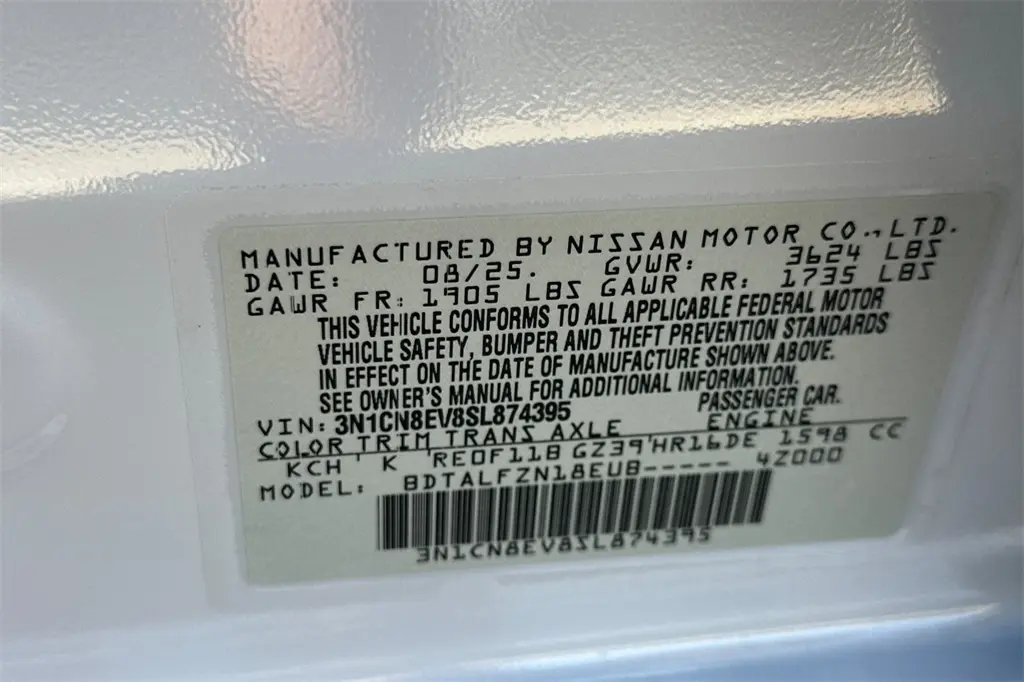 MANUFACTURED BY NISSAN MOTOR CO.,LTD.
DATE: 08/25. GVWR: 3624 LBS
GAWR FR: 1905 LBS GAWR RR: 1735 LBS
THIS VEHICLE CONFORMS TO ALL APPLICABLE FEDERAL MOTOR
VEHICLE SAFETY, BUMPER AND THEFT PREVENTION STANDARDS
IN EFFECT ON THE DATE OF MANUFACTURE SHOWN ABOVE.
SEE OWNER'S MANUAL FOR ADDITIONAL INFORMATION.
VIN: 3N1CN8EV8SL874395 PASSENGER CAR.
COLOR TRIM TRANS AXLE ENGINE
KCH ' K RE0F11B GZ39'HR16DE 1598 CC
MODEL: BDTALFZN18EUB----- 4Z000
3N1CN8EV8SL874395